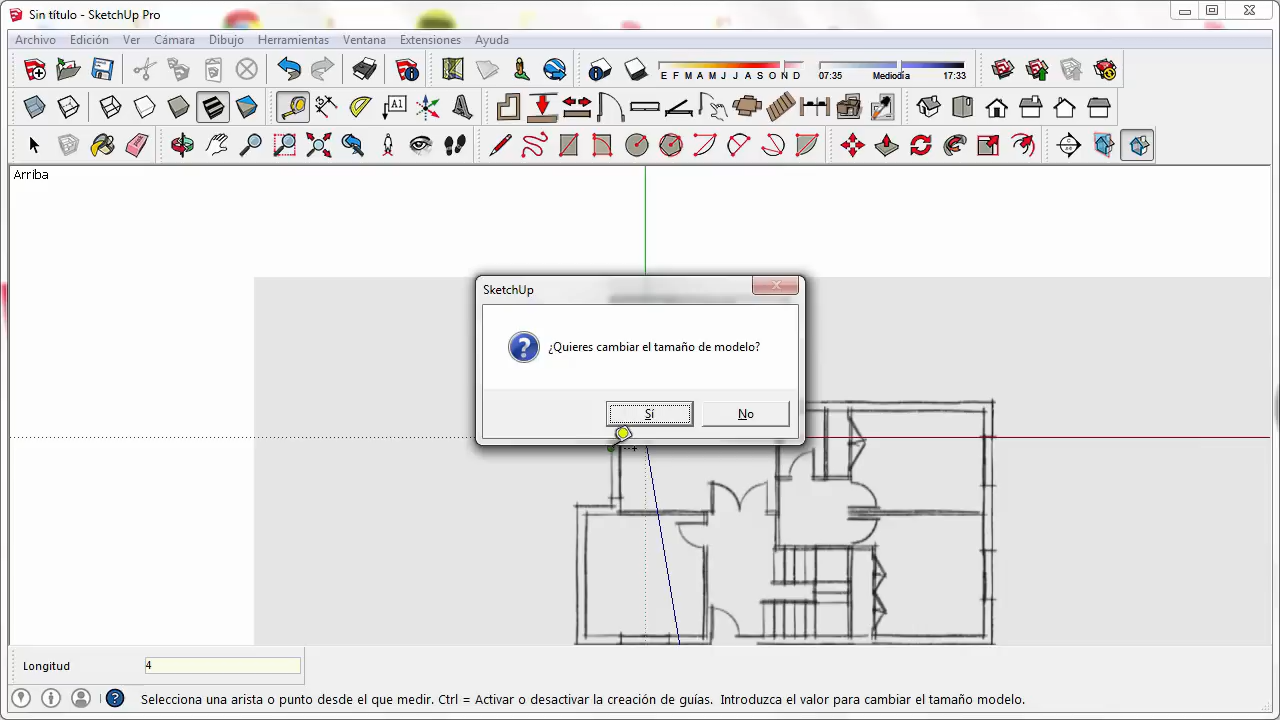 Sin título - SketchUp Pro
Archivo Edición Ver Cámara Dibujo Herramientas Ventana Extensiones Ayuda
E F M A M J J A S O N D 07:35 Mediodía 17:33
A1
Arriba
SketchUp
¿Quieres cambiar el tamaño de modelo?
Sí No
Longitud 4
Selecciona una arista o punto desde el que medir. Ctrl = Activar o desactivar la creación de guías. Introduzca el valor para cambiar el tamaño modelo.